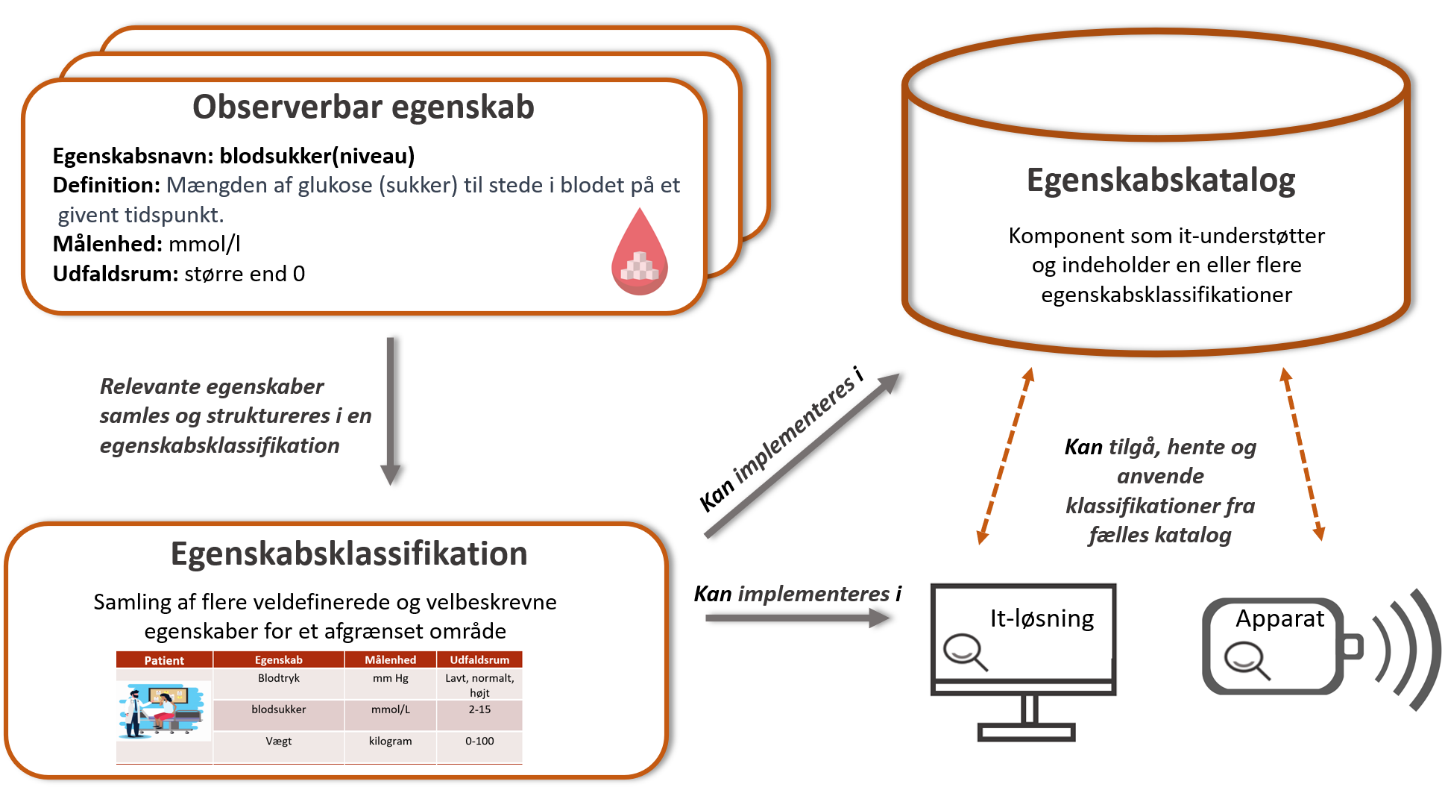 Observerbar egenskab
Egenskabsnavn: blodsukker(niveau)
Definition: Mængden af glukose (sukker) til stede i blodet på et
givent tidspunkt.
Målenhed: mmol/l
Udfaldsrum: større end 0
Egenskabskatalog
Komponent som it-understøtter
og indeholder en eller flere
egenskabsklassifikationer
Relevante egenskaber
samles og struktureres i en
egenskabsklassifikation
Kan implementeres i
Kan tilgå, hente og
anvende
klassifikationer fra
fælles katalog
Egenskabsklassifikation
Samling af flere veldefinerede og velbeskrevne
egenskaber for et afgrænset område
Patient Egenskab Målenhed Udfaldsrum
Blodtryk mm Hg Lavt, normalt,
højt
blodsukker mmol/L 2-15
Vægt kilogram 0-100
Kan implementeres i
It-løsning
Apparat